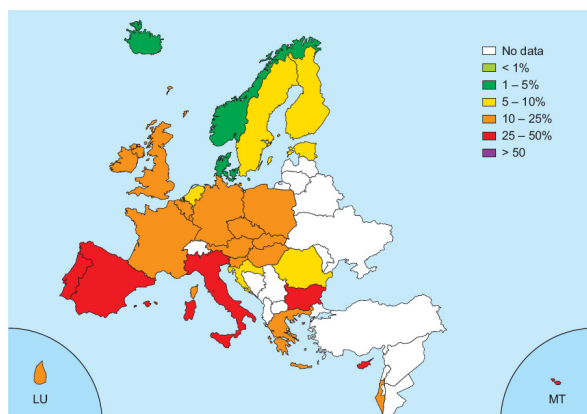 No data
< 1%
1 – 5%
5 – 10%
10 – 25%
25 – 50%
> 50
LU
MT